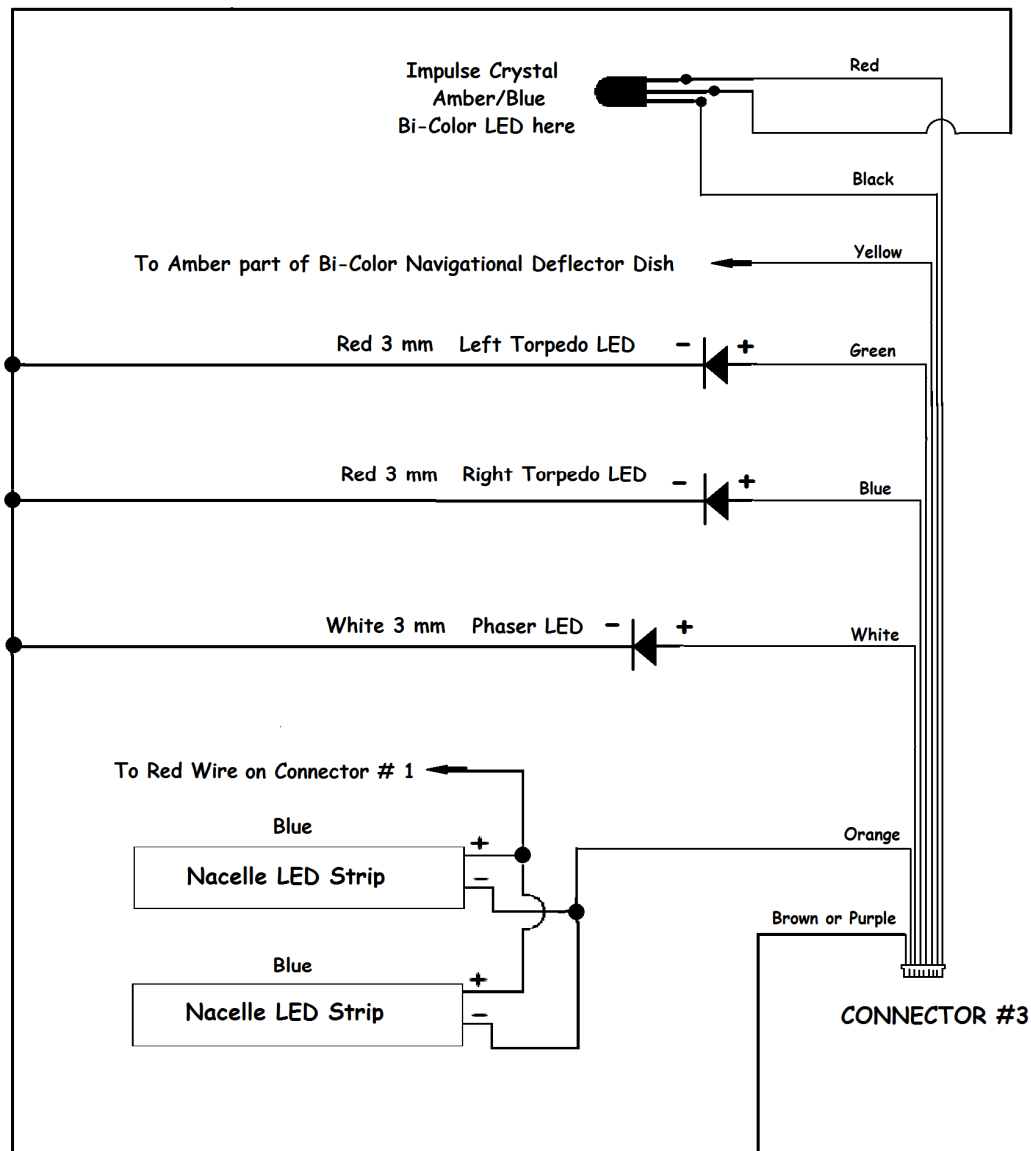 Impulse Crystal
Amber/Blue
Bi-Color LED here
Red
Black
Yellow
To Amber part of Bi-Color Navigational Deflector Dish
Red 3 mm Left Torpedo LED - +
Green
Red 3 mm Right Torpedo LED - +
Blue
White 3 mm Phaser LED - +
White
To Red Wire on Connector # 1
Orange
Blue
+
Nacelle LED Strip
-
Brown or Purple
Blue
+
Nacelle LED Strip
-
CONNECTOR #3